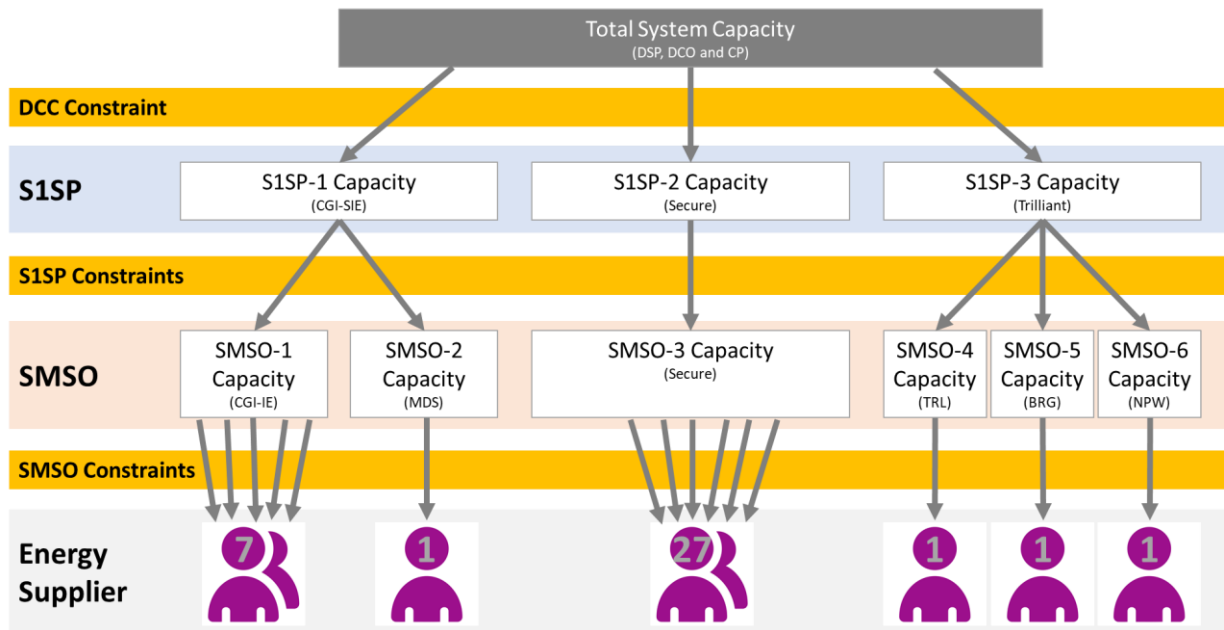 Total System Capacity
(DSP, DCO and CP)
DCC Constraint
S1SP
S1SP-1 Capacity
(CGI-SIE)
S1SP-2 Capacity
(Secure)
S1SP-3 Capacity
(Trilliant)
S1SP Constraints
SMSO
SMSO-1
Capacity
(CGI-IE)
SMSO-2
Capacity
(MDS)
SMSO-3 Capacity
(Secure)
SMSO-4
Capacity
(TRL)
SMSO-5
Capacity
(BRG)
SMSO-6
Capacity
(NPW)
SMSO Constraints
Energy
Supplier
7
1
27
1
1
1